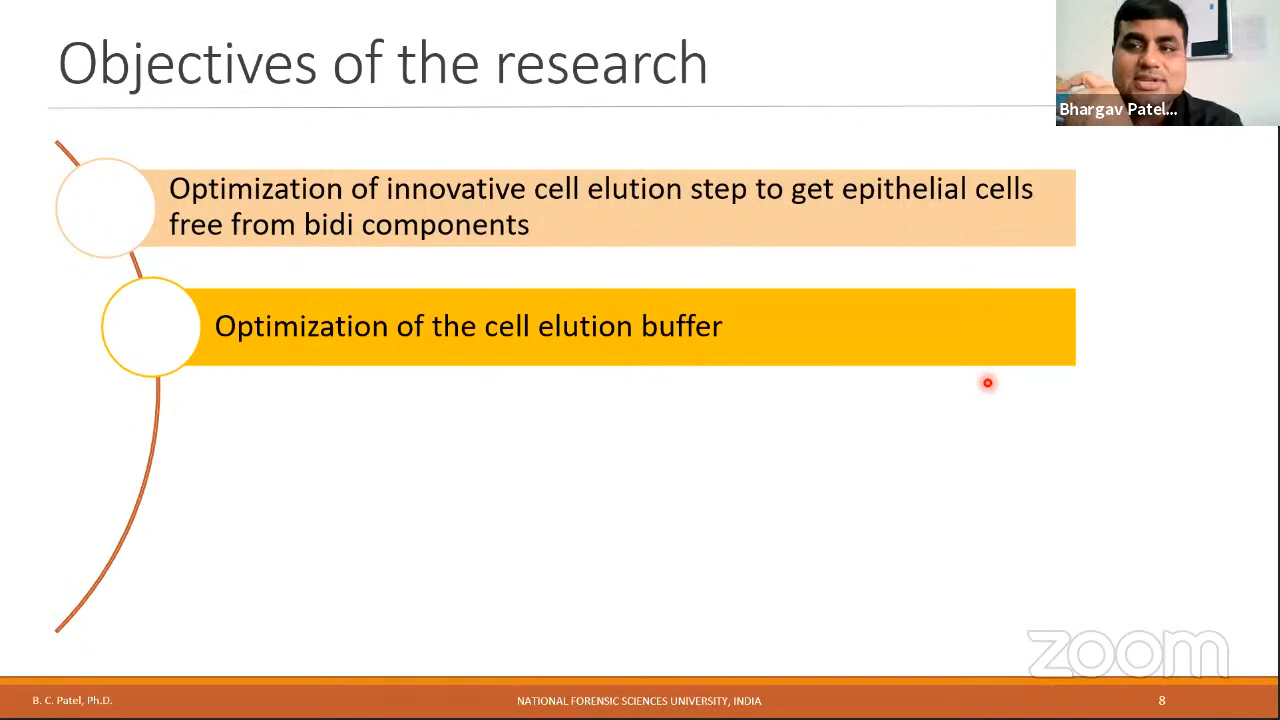 Objectives of the research
Bhargav Patel...
Optimization of innovative cell elution step to get epithelial cells
free from bidi components
Optimization of the cell elution buffer
zoom
B. C. Patel, Ph.D.
NATIONAL FORENSIC SCIENCES UNIVERSITY, INDIA
8